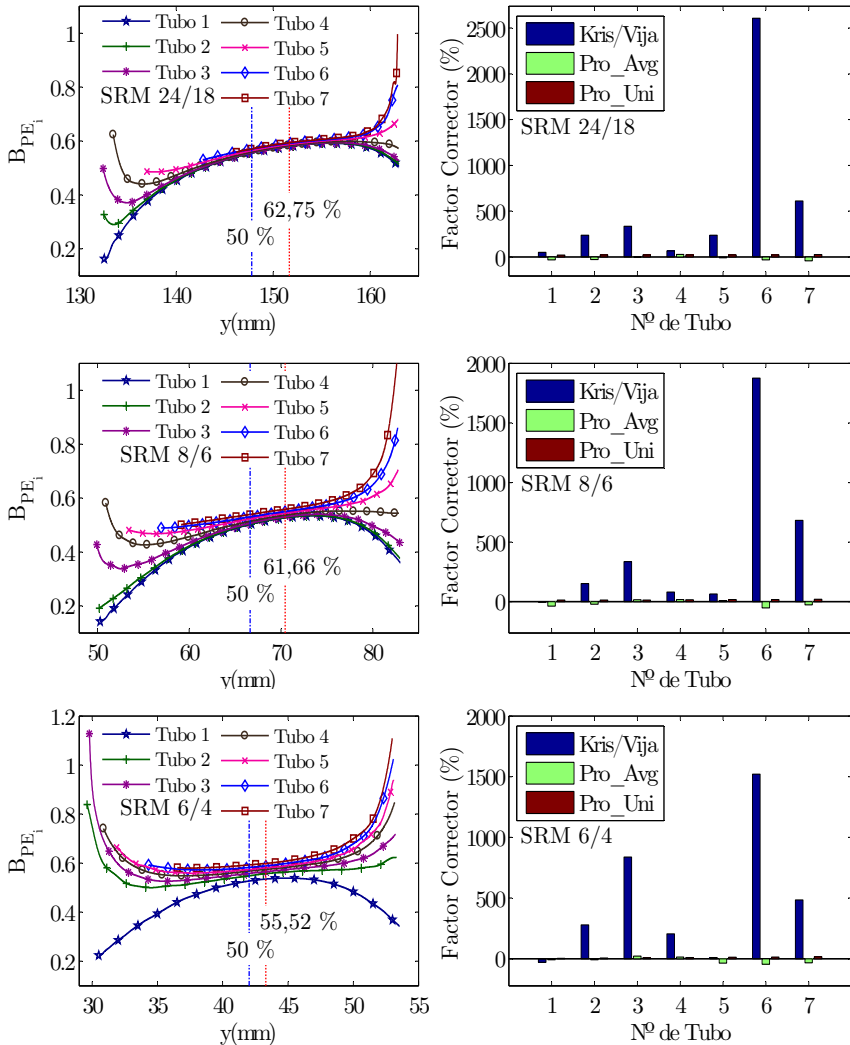 Tubo 1
Tubo 2
Tubo 3
SRM 24/18
Tubo 4
Tubo 5
Tubo 6
Tubo 7
1
0.8
0.6
0.4
0.2
B_PE_i
62,75 %
50 %
130 140 150 160
y(mm)
2500
2000
1500
1000
500
0
Factor Corrector (%)
Kris/Vija
Pro_Avg
Pro_Uni
SRM 24/18
1 2 3 4 5 6 7
Nº de Tubo
Tubo 1
Tubo 2
Tubo 3
SRM 8/6
Tubo 4
Tubo 5
Tubo 6
Tubo 7
1
0.8
0.6
0.4
0.2
B_PE_i
61,66 %
50 %
50 60 70 80
y(mm)
2000
1500
1000
500
0
Factor Corrector (%)
Kris/Vija
Pro_Avg
Pro_Uni
SRM 8/6
1 2 3 4 5 6 7
Nº de Tubo
Tubo 1
Tubo 2
Tubo 3
SRM 6/4
Tubo 4
Tubo 5
Tubo 6
Tubo 7
1.2
1
0.8
0.6
0.4
0.2
B_PE_i
55,52 %
50 %
30 35 40 45 50 55
y(mm)
2000
1500
1000
500
0
Factor Corrector (%)
Kris/Vija
Pro_Avg
Pro_Uni
SRM 6/4
1 2 3 4 5 6 7
Nº de Tubo